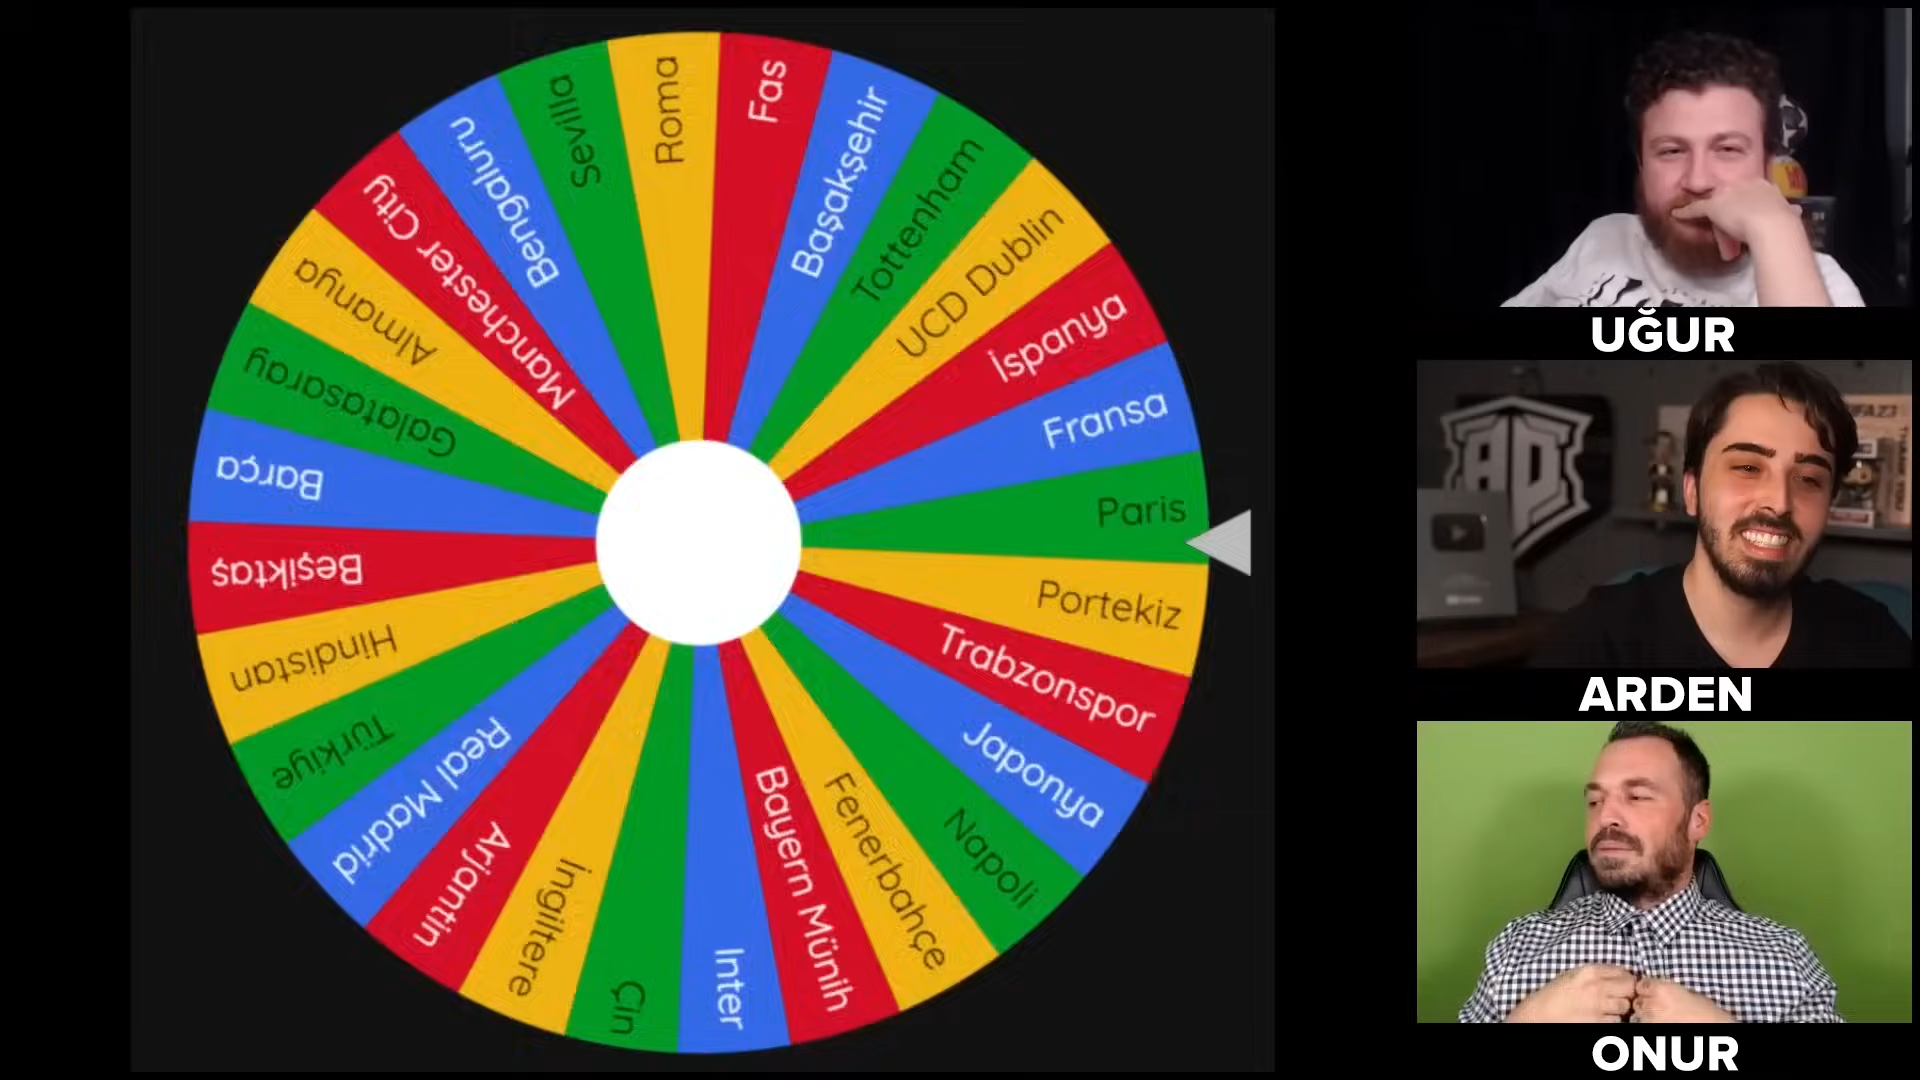 Roma
Fas
Başakşehir
Tottenham
UCD Dublin
İspanya
Fransa
Paris
Portekiz
Trabzonspor
Japonya
Napoli
Fenerbahçe
Bayern Münih
Inter
Çin
İngiltere
Arjantin
Real Madrid
Türkiye
Hindistan
Beşiktaş
Barça
Galatasaray
Almanya
Manchester City
Bengaluru
Sevilla
UĞUR
FA23
ARDEN
ONUR